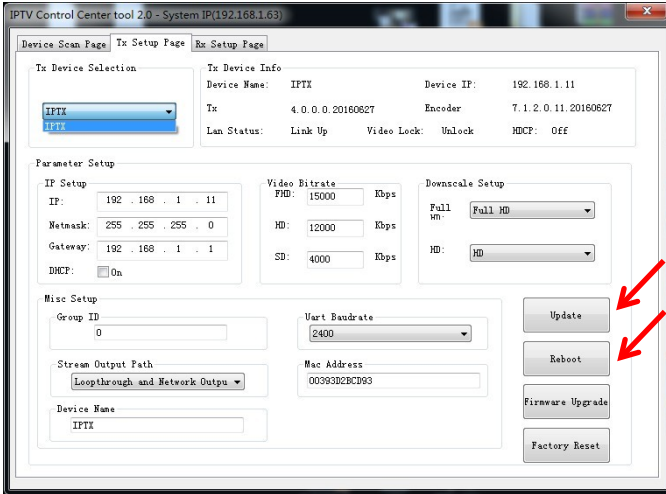 IPTV Control Center tool 2.0 - System IP(192.168.1.63)
Device Scan Page Tx Setup Page Rx Setup Page
Tx Device Selection
IPTX
IPTX
Tx Device Info
Device Name: IPTX Device IP: 192.168.1.11
Tx 4.0.0.0.20160627 Encoder 7.1.2.0.11.20160627
Lan Status: Link Up Video Lock: Unlock HDCP: Off
Parameter Setup
IP Setup
IP: 192 . 168 . 1 . 11
Netmask: 255 . 255 . 255 . 0
Gateway: 192 . 168 . 1 . 1
DHCP: On
Video Bitrate
FHD: 15000 Kbps
HD: 12000 Kbps
SD: 4000 Kbps
Downscale Setup
Full HD: Full HD
HD: HD
Misc Setup
Group ID
0
Uart Baudrate
2400
Stream Output Path
Loopthrough and Network Outpu
Mac Address
00393D2BCD93
Device Name
IPTX
Update
Reboot
Firmware Upgrade
Factory Reset